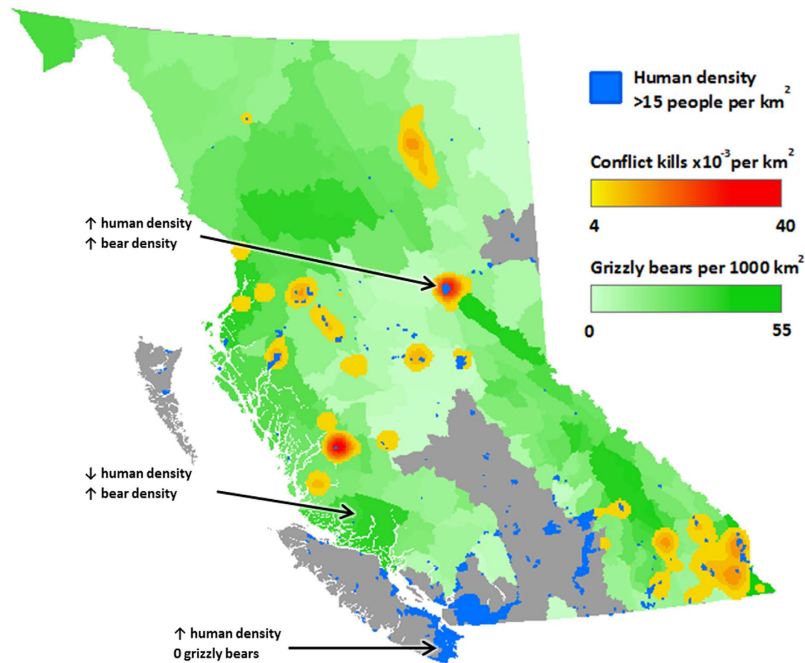 Human density
>15 people per km²
Conflict kills x10⁻³ per km²
4 40
Grizzly bears per 1000 km²
0 55
↑ human density
↑ bear density
↓ human density
↑ bear density
↑ human density
0 grizzly bears